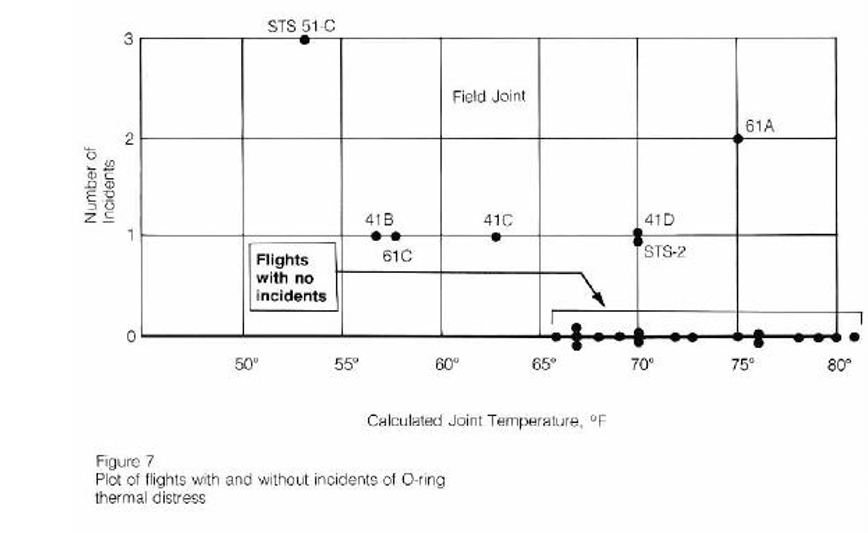 STS 51-C
3
Field Joint
61A
2
Number of
Incidents
41B
41C
41D
1
61C
STS-2
Flights
with no
incidents
0
50° 55° 60° 65° 70° 75° 80°
Calculated Joint Temperature, °F
Figure 7
Plot of flights with and without incidents of O-ring
thermal distress